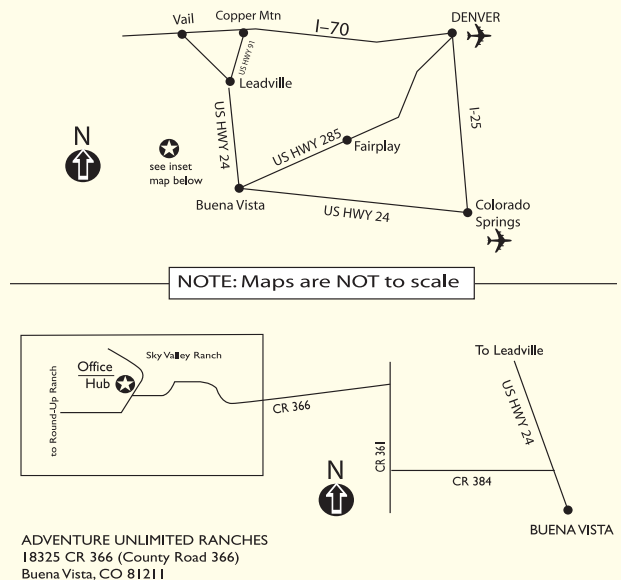 Vail
Copper Mtn
I-70
DENVER
US HWY 91
Leadville
US HWY 24
I-25
N
see inset
map below
US HWY 285
Fairplay
Buena Vista
US HWY 24
Colorado
Springs
NOTE: Maps are NOT to scale
Sky Valley Ranch
Office
Hub
to Round-Up Ranch
CR 366
To Leadville
US HWY 24
CR 361
N
CR 384
BUENA VISTA
ADVENTURE UNLIMITED RANCHES
18325 CR 366 (County Road 366)
Buena Vista, CO 81211